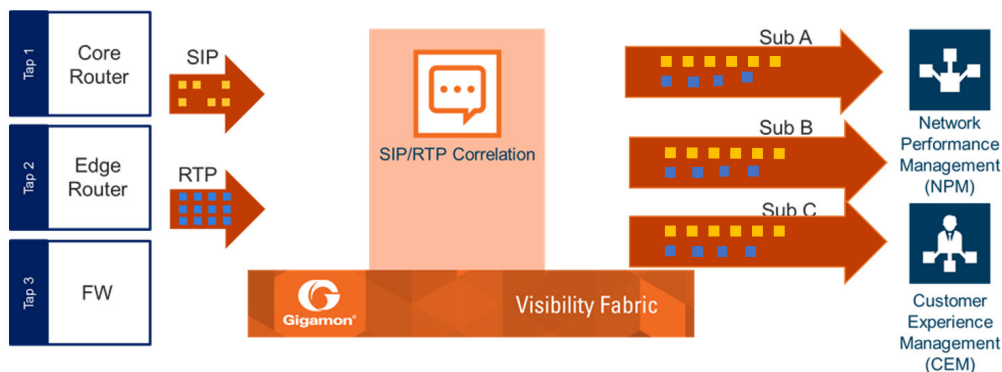 Tap 1
Core
Router
Tap 2
Edge
Router
Tap 3
FW
SIP
RTP
SIP/RTP Correlation
Gigamon®
Visibility Fabric
Sub A
Sub B
Sub C
Network
Performance
Management
(NPM)
Customer
Experience
Management
(CEM)